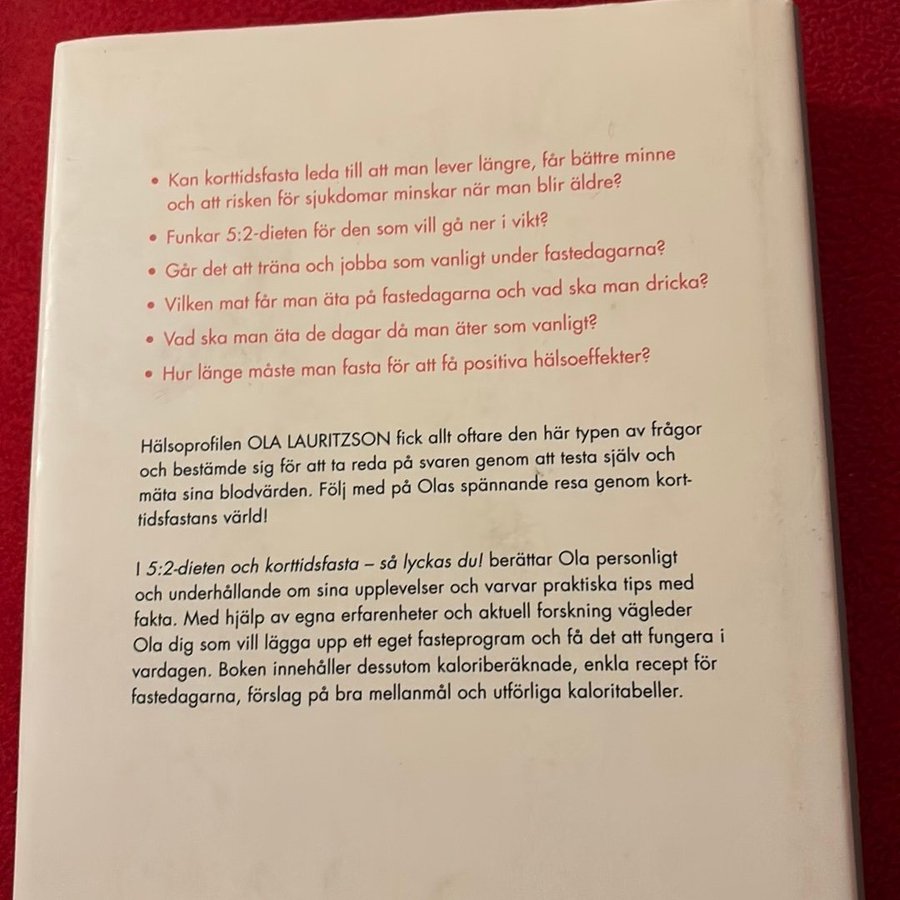 • Kan korttidsfasta leda till att man lever längre, får bättre minne
och att risken för sjukdomar minskar när man blir äldre?
• Funkar 5:2-dieten för den som vill gå ner i vikt?
• Går det att träna och jobba som vanligt under fastedagarna?
• Vilken mat får man äta på fastedagarna och vad ska man dricka?
• Vad ska man äta de dagar då man äter som vanligt?
• Hur länge måste man fasta för att få positiva hälsoeffekter?
Hälsoprofilen OLA LAURITZSON fick allt oftare den här typen av frågor
och bestämde sig för att ta reda på svaren genom att testa själv och
mäta sina blodvärden. Följ med på Olas spännande resa genom kort-
tidsfastans värld!
I 5:2-dieten och korttidsfasta – så lyckas du! berättar Ola personligt
och underhållande om sina upplevelser och varvar praktiska tips med
fakta. Med hjälp av egna erfarenheter och aktuell forskning vägleder
Ola dig som vill lägga upp ett eget fasteprogram och få det att fungera i
vardagen. Boken innehåller dessutom kaloriberäknade, enkla recept för
fastedagarna, förslag på bra mellanmål och utförliga kaloritabeller.